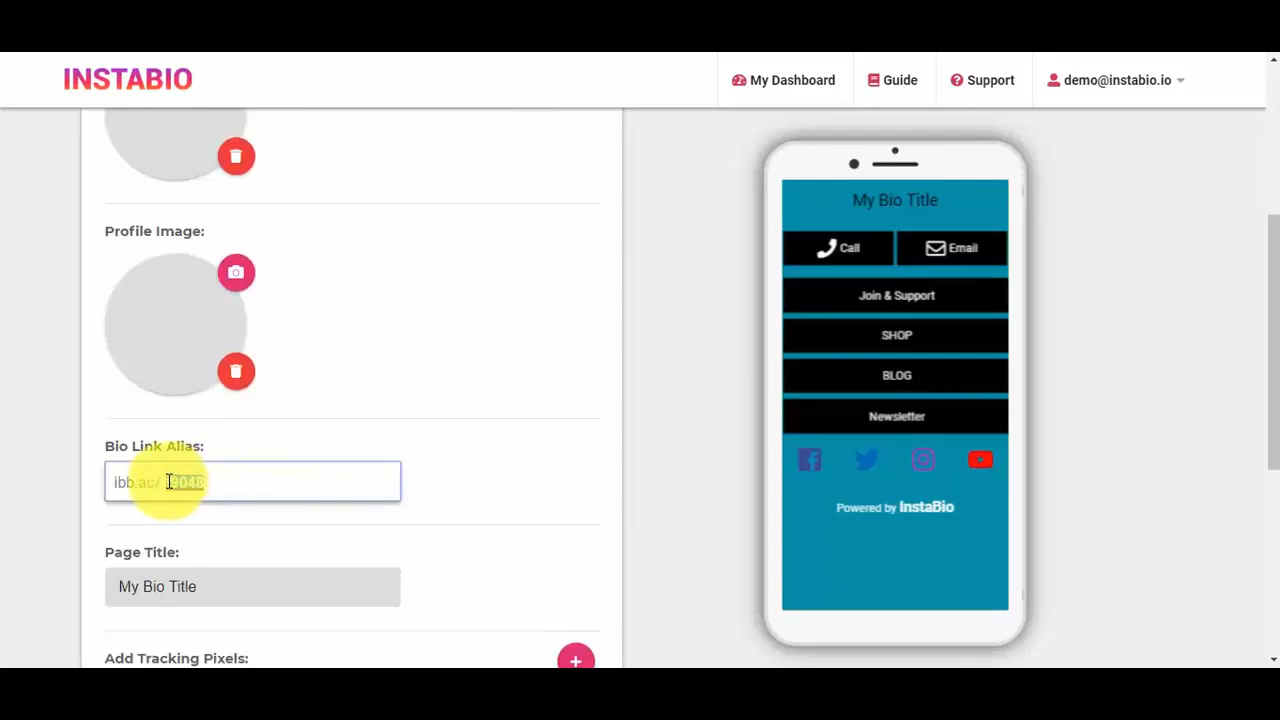 INSTABIO
My Dashboard
Guide
Support
demo@instabio.io
Profile Image:
Bio Link Alias:
ibb.ac/
Page Title:
My Bio Title
Add Tracking Pixels:
My Bio Title
Call
Email
Join & Support
SHOP
BLOG
Newsletter
Powered by InstaBio